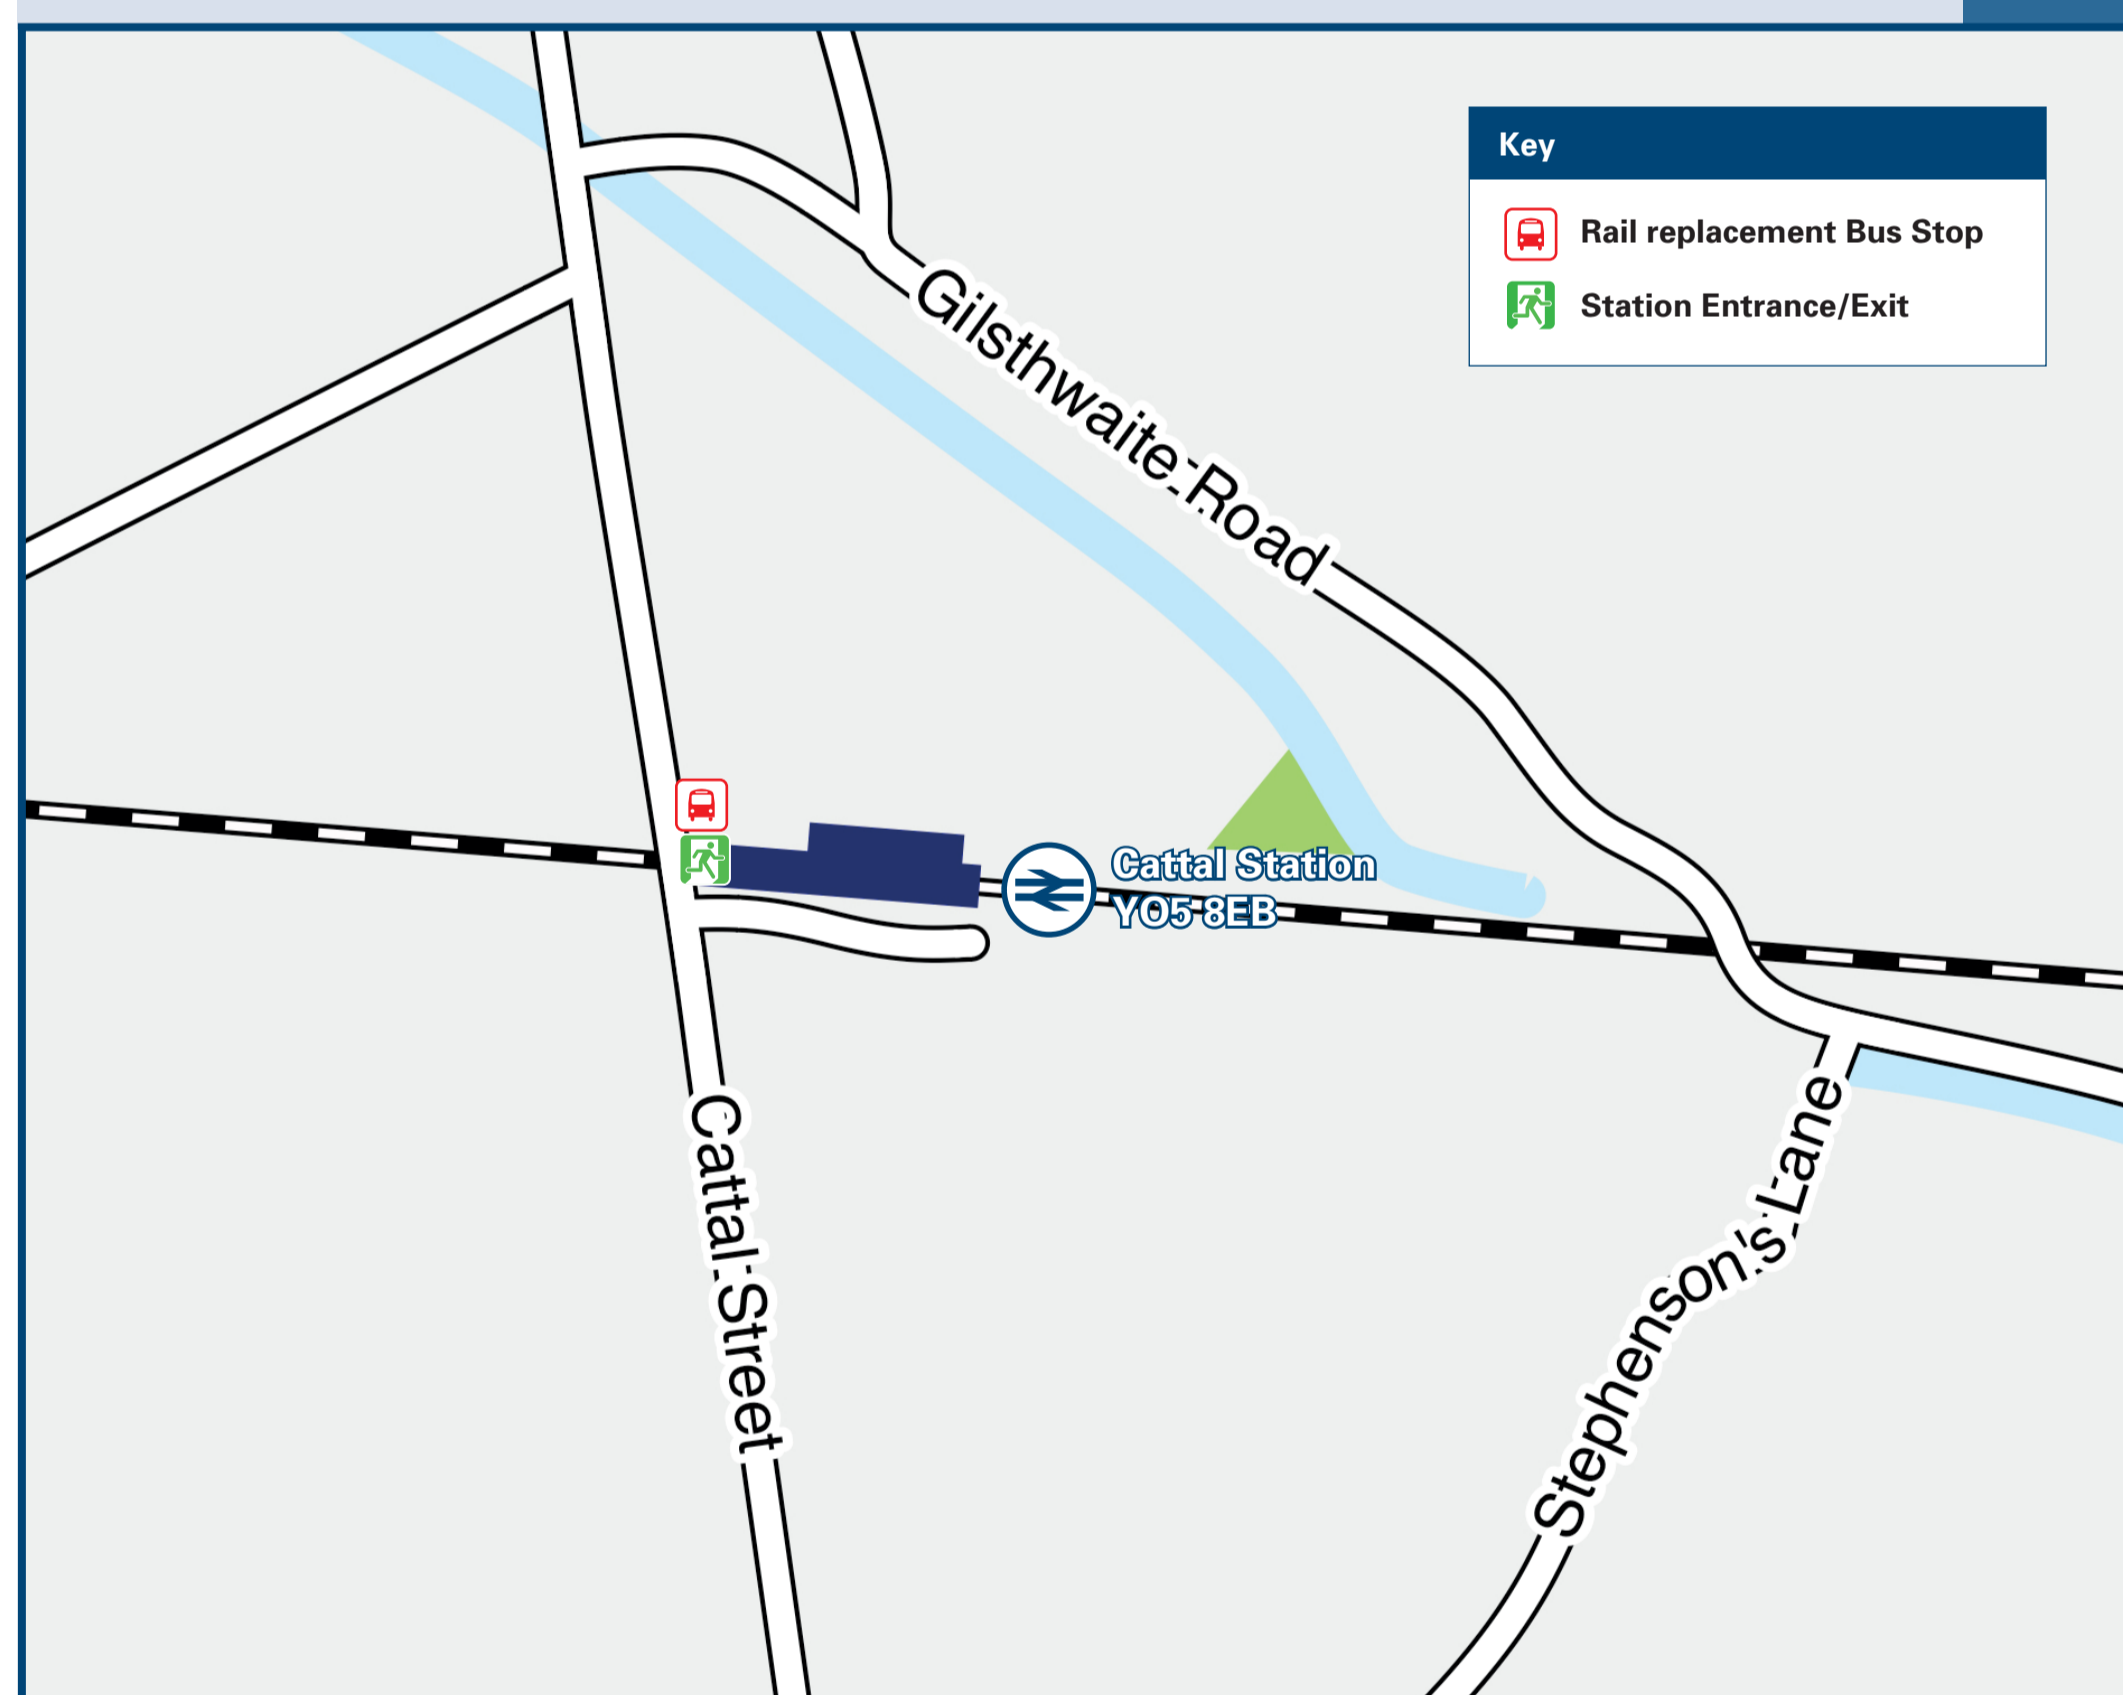 Key
Rail replacement Bus Stop
Station Entrance/Exit
Gilsthwaite Road
Cattal Station
YO5 8EB
Cattal Street
Stephenson's Lane